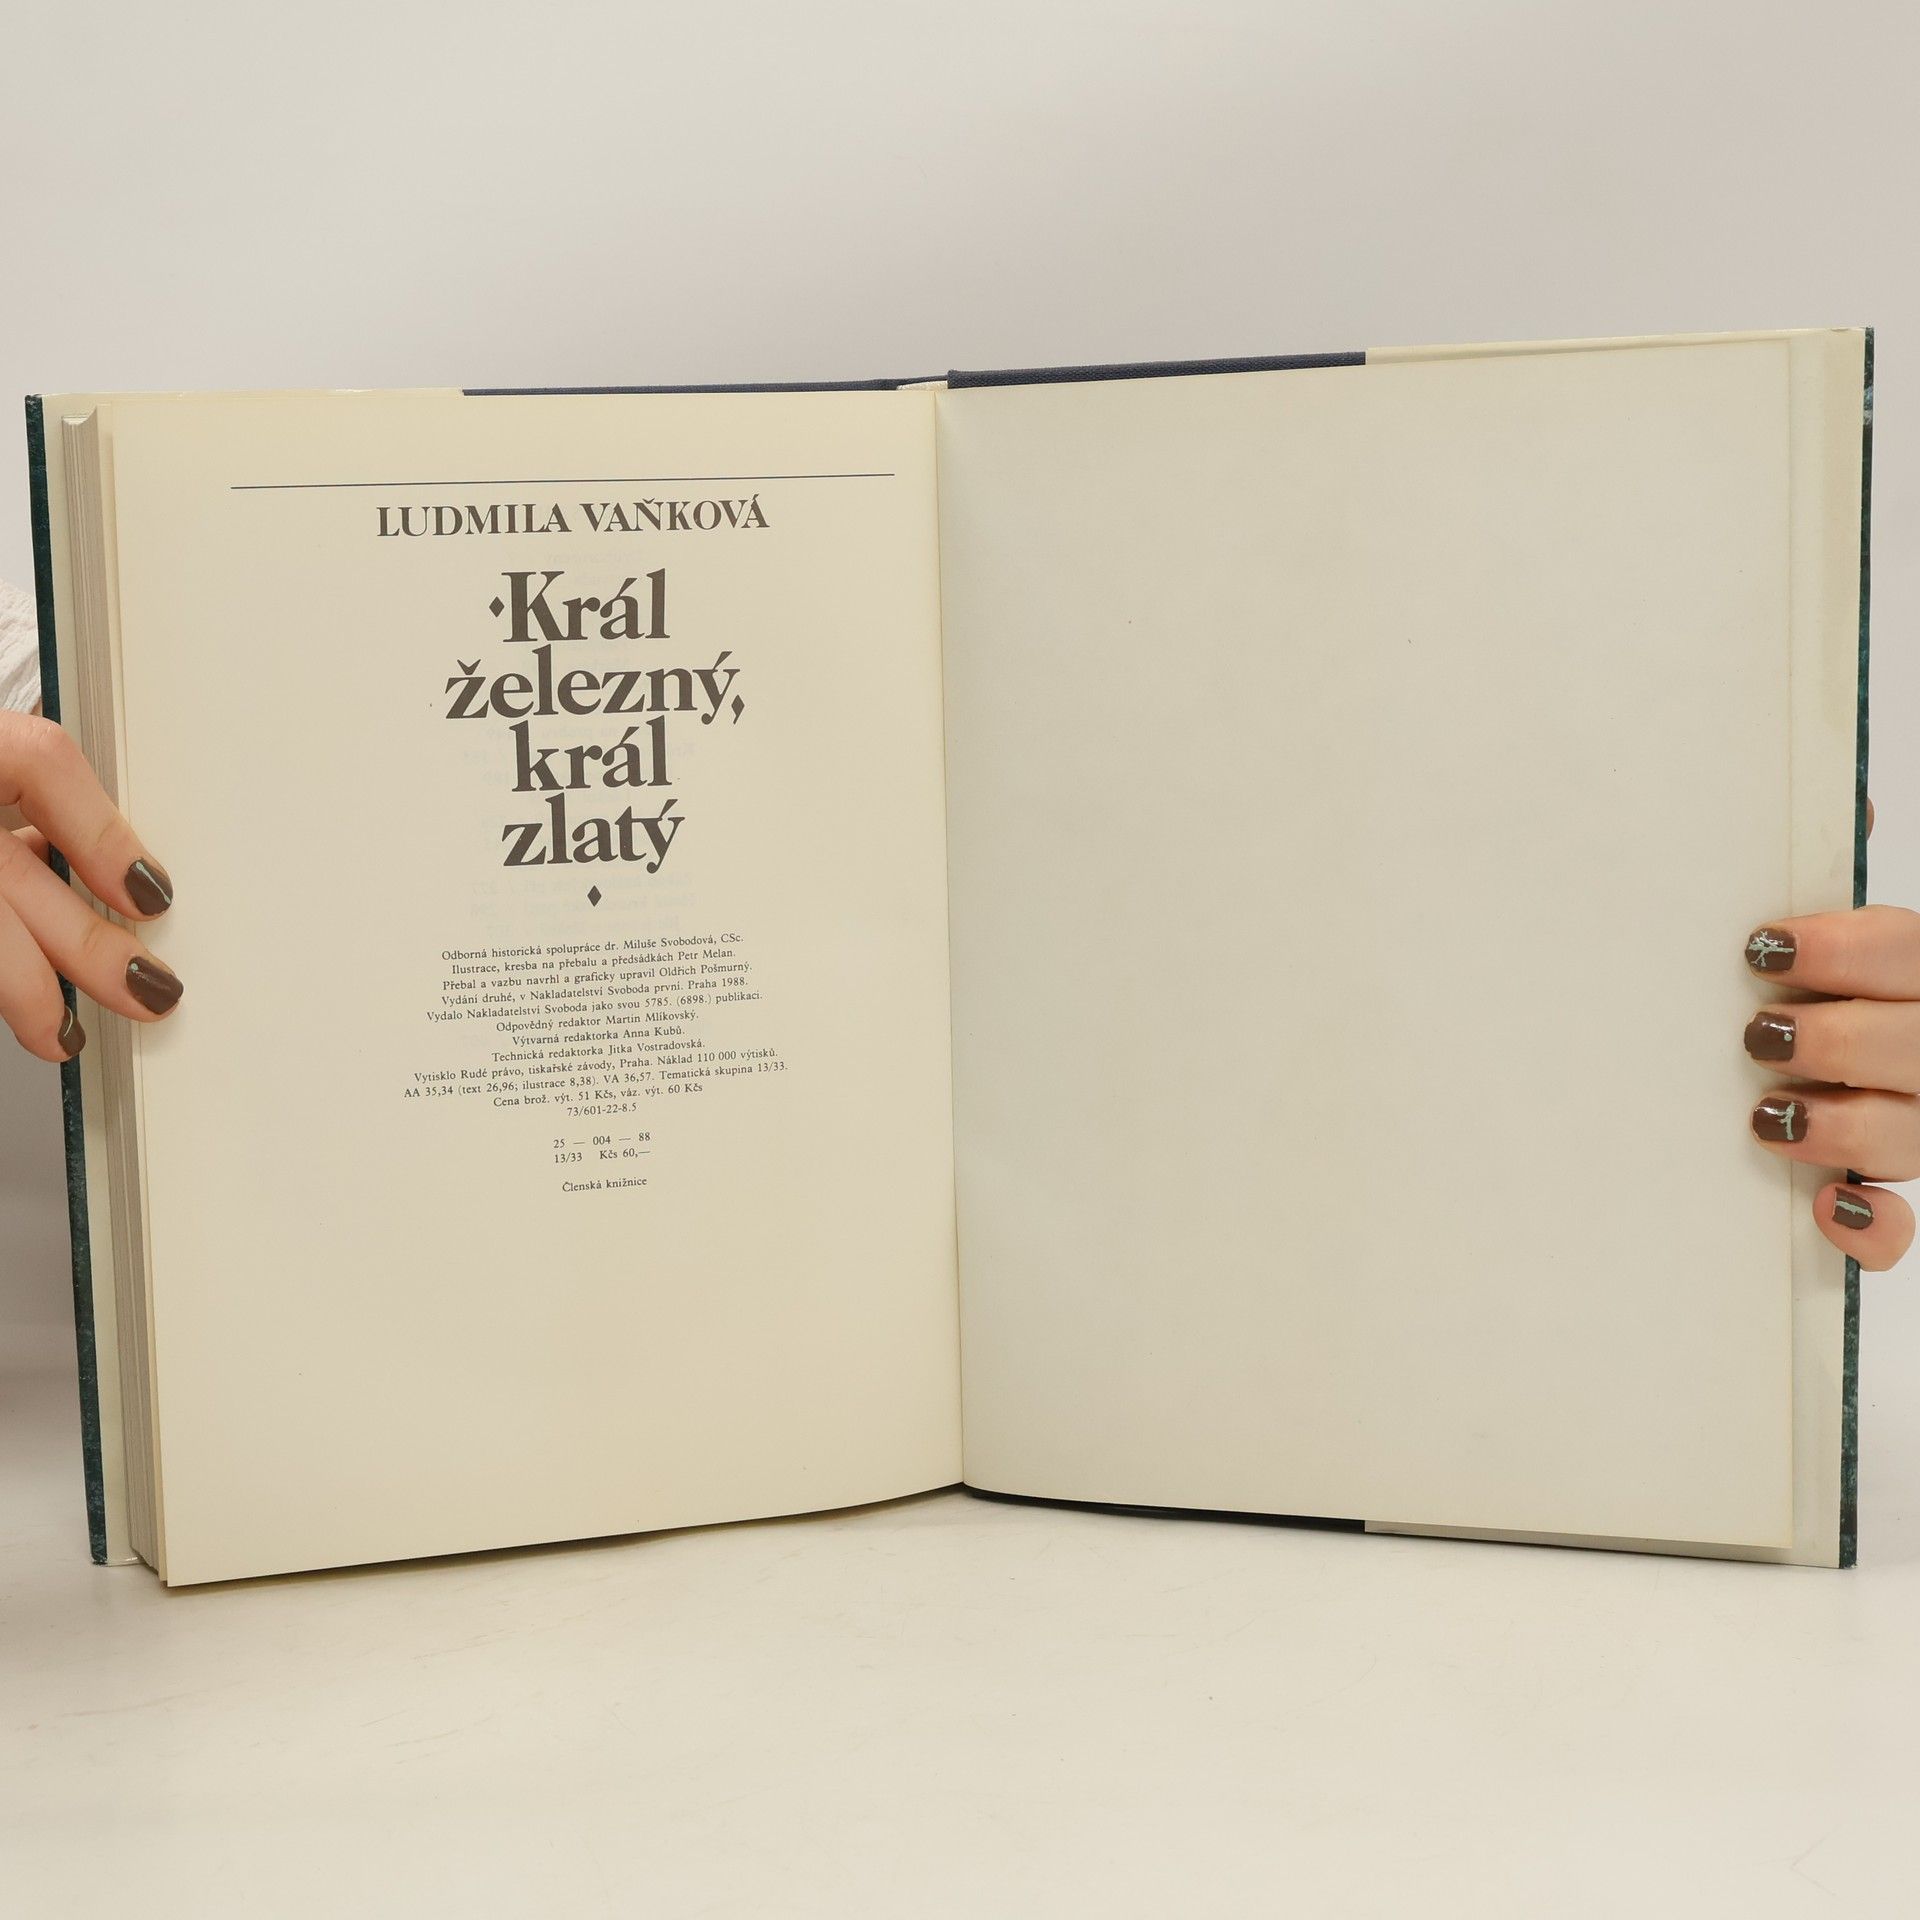 LUDMILA VAŇKOVÁ
Král
železný,
král
zlatý
Odborná historická spolupráce dr. Miluše Svobodová, CSc.
Ilustrace, kresba na přebalu a předsádkách Petr Melan.
Přebal a vazbu navrhl a graficky upravil Oldřich Pošmurný.
Vydání druhé, v Nakladatelství Svoboda první. Praha 1988.
Vydalo Nakladatelství Svoboda jako svou 5785. (6898.) publikaci.
Odpovědný redaktor Martin Mlíkovský.
Výtvarná redaktorka Anna Kubů.
Technická redaktorka Jitka Vostradovská.
Vytisklo Rudé právo, tiskařské závody, Praha. Náklad 110 000 výtisků.
AA 35,34 (text 26,96; ilustrace 8,38). VA 36,57. Tematická skupina 13/33.
Cena brož. výt. 51 Kčs, váz. výt. 60 Kčs
73/601-22-8.5
25 — 004 — 88
13/33 Kčs 60,—
Členská knižnice